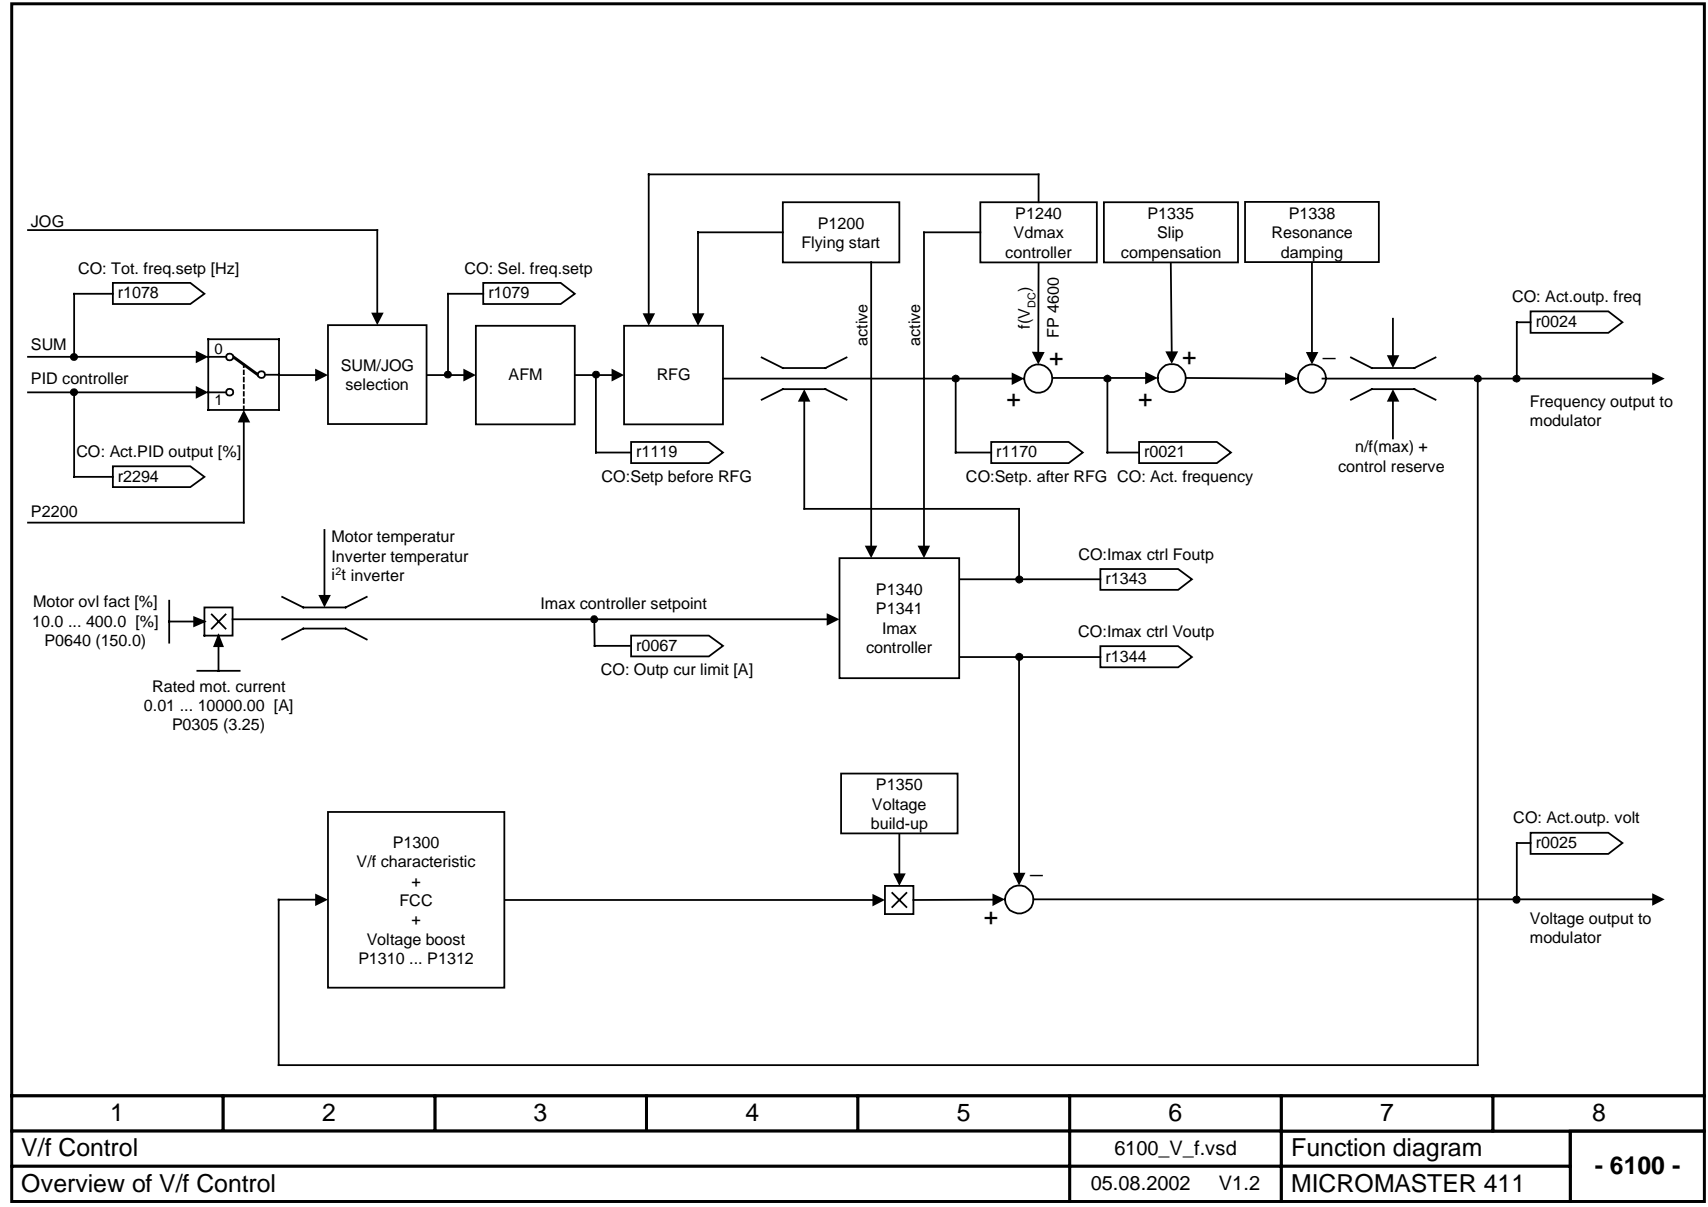 JOG
CO: Tot. freq.setp [Hz]
r1078
SUM
0
PID controller
1
CO: Act.PID output [%]
r2294
P2200
SUM/JOG
selection
CO: Sel. freq.setp
r1079
AFM
RFG
r1119
CO:Setp before RFG
P1200
Flying start
active
active
P1240
Vdmax
controller
f(VDC)
FP 4600
P1335
Slip
compensation
P1338
Resonance
damping
+
+
+
+
–
r1170
CO:Setp. after RFG
r0021
CO: Act. frequency
n/f(max) +
control reserve
CO: Act.outp. freq
r0024
Frequency output to
modulator
Motor temperatur
Inverter temperatur
i²t inverter
Motor ovl fact [%]
10.0 ... 400.0 [%]
P0640 (150.0)
Rated mot. current
0.01 ... 10000.00 [A]
P0305 (3.25)
Imax controller setpoint
r0067
CO: Outp cur limit [A]
P1340
P1341
Imax
controller
CO:Imax ctrl Foutp
r1343
CO:Imax ctrl Voutp
r1344
P1300
V/f characteristic
+
FCC
+
Voltage boost
P1310 ... P1312
P1350
Voltage
build-up
–
+
CO: Act.outp. volt
r0025
Voltage output to
modulator
1 2 3 4 5 6 7 8
V/f Control 6100_V_f.vsd Function diagram
- 6100 -
Overview of V/f Control 05.08.2002 V1.2 MICROMASTER 411